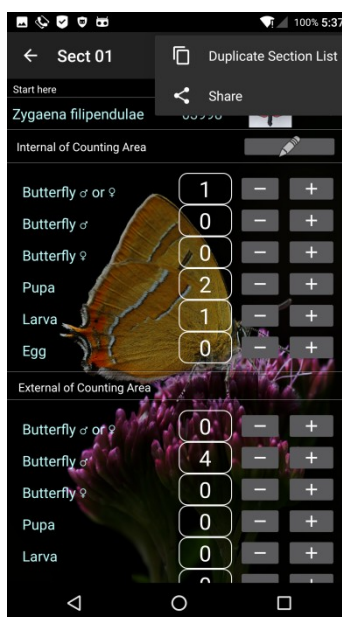 100% 5:37
Sect 01
Duplicate Section List
Share
Start here
Zygaena filipendulae
Internal of Counting Area
Butterfly ♂ or ♀ 1 − +
Butterfly ♂ 0 − +
Butterfly ♀ 0 − +
Pupa 2 − +
Larva 1 − +
Egg 0 − +
External of Counting Area
Butterfly ♂ or ♀ 0 − +
Butterfly ♂ 4 − +
Butterfly ♀ 0 − +
Pupa 0 − +
Larva 0 − +